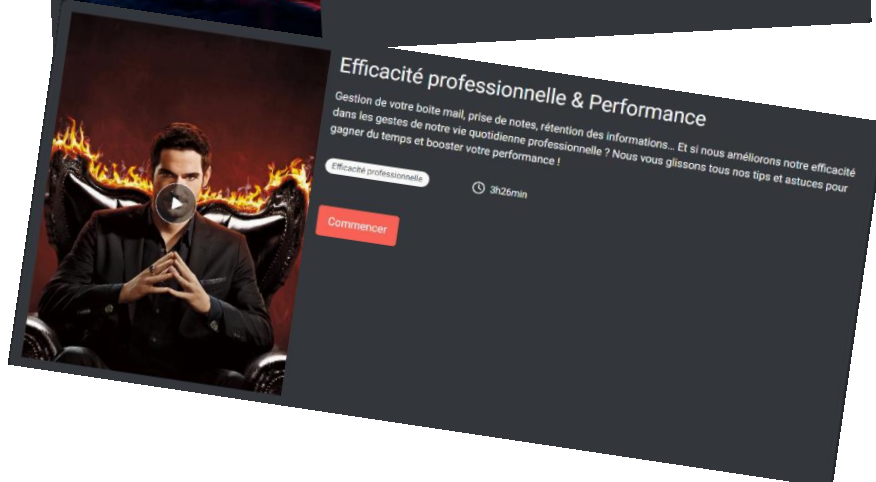 Efficacité professionnelle & Performance
Gestion de votre boite mail, prise de notes, rétention des informations... Et si nous améliorons notre efficacité
dans les gestes de notre vie quotidienne professionnelle ? Nous vous glissons tous nos tips et astuces pour
gagner du temps et booster votre performance !
Efficacité professionnelle
3h26min
Commencer